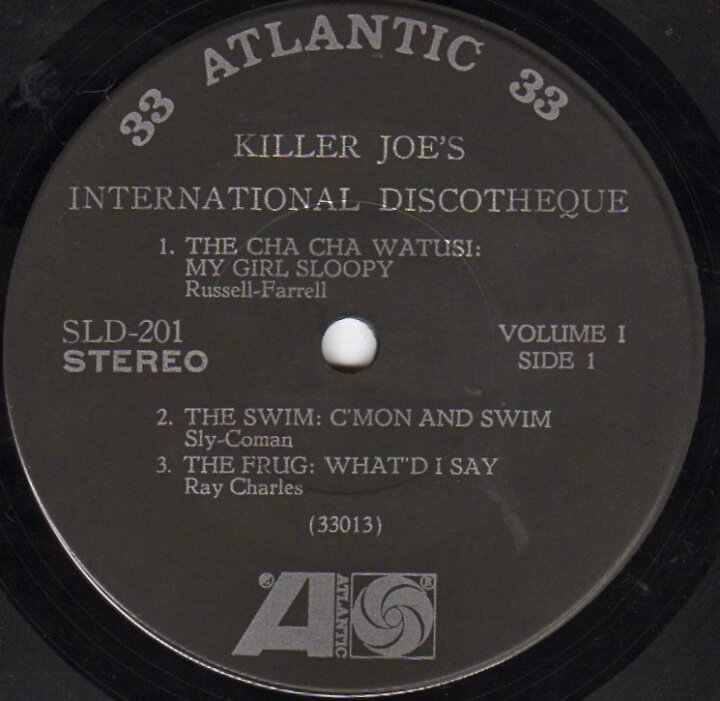 33 ATLANTIC 33
KILLER JOE'S
INTERNATIONAL DISCOTHEQUE
1. THE CHA CHA WATUSI:
MY GIRL SLOOPY
Russell-Farrell
SLD-201
STEREO
VOLUME I
SIDE 1
2. THE SWIM: C'MON AND SWIM
Sly-Coman
3. THE FRUG: WHAT'D I SAY
Ray Charles
(33013)
A
ATLANTIC
®